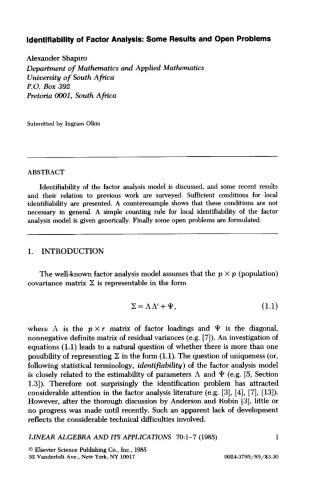 Identifiability of Factor Analysis: Some Results and Open Problems
Alexander Shapiro
Department of Mathematics and Applied Mathematics
University of South Africa
P.O. Box 392
Pretoria 0001, South Africa
Submitted by Ingram Olkin
ABSTRACT
Identifiability of the factor analysis model is discussed, and some recent results
and their relation to previous work are surveyed. Sufficient conditions for local
identifiability are presented. A counterexample shows that these conditions are not
necessary in general. A simple counting rule for local identifiability of the factor
analysis model is given generically. Finally some open problems are formulated.
1. INTRODUCTION
The well-known factor analysis model assumes that the p × p (population)
covariance matrix Σ is representable in the form
Σ = ΛΛ′ + Ψ, (1.1)
where Λ is the p × r matrix of factor loadings and Ψ is the diagonal,
nonnegative definite matrix of residual variances (e.g. [7]). An investigation of
equations (1.1) leads to a natural question of whether there is more than one
possibility of representing Σ in the form (1.1). The question of uniqueness (or,
following statistical terminology, identifiability) of the factor analysis model
is closely related to the estimability of parameters Λ and Ψ (e.g. [5, Section
1.3]). Therefore not surprisingly the identification problem has attracted
considerable attention in the factor analysis literature (e.g. [3], [4], [7], [13]).
However, after the thorough discussion by Anderson and Rubin [3], little or
no progress was made until recently. Such an apparent lack of development
reflects the considerable technical difficulties involved.
LINEAR ALGEBRA AND ITS APPLICATIONS 70:1-7 (1985) 1
© Elsevier Science Publishing Co., Inc., 1985
52 Vanderbilt Ave., New York, NY 10017 0024-3795/85/$3.30